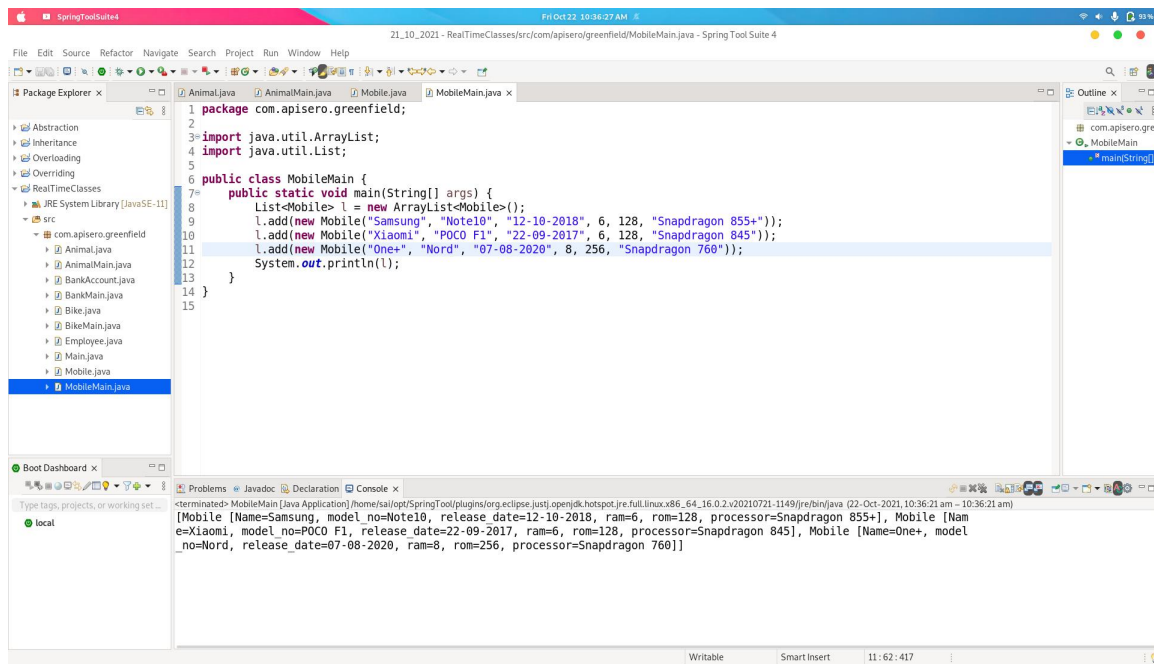 SpringToolSuite4
Fri Oct 22 10:36:27 AM
93%
21_10_2021 - RealTimeClasses/src/com/apisero/greenfield/MobileMain.java - Spring Tool Suite 4
File Edit Source Refactor Navigate Search Project Run Window Help
Package Explorer
Abstraction
Inheritance
Overloading
Overriding
RealTimeClasses
JRE System Library [JavaSE-11]
src
com.apisero.greenfield
Animal.java
AnimalMain.java
BankAccount.java
BankMain.java
Bike.java
BikeMain.java
Employee.java
Main.java
Mobile.java
MobileMain.java
Animal.java AnimalMain.java Mobile.java MobileMain.java
1 package com.apisero.greenfield;
2
3 import java.util.ArrayList;
4 import java.util.List;
5
6 public class MobileMain {
7 public static void main(String[] args) {
8 List<Mobile> l = new ArrayList<Mobile>();
9 l.add(new Mobile("Samsung", "Note10", "12-10-2018", 6, 128, "Snapdragon 855+"));
10 l.add(new Mobile("Xiaomi", "POCO F1", "22-09-2017", 6, 128, "Snapdragon 845"));
11 l.add(new Mobile("One+", "Nord", "07-08-2020", 8, 256, "Snapdragon 760"));
12 System.out.println(l);
13 }
14 }
15
Outline
com.apisero.gre
MobileMain
main(String[]
Boot Dashboard
Type tags, projects, or working set ...
local
Problems Javadoc Declaration Console
<terminated> MobileMain [Java Application] /home/sai/opt/SpringTool/plugins/org.eclipse.justj.openjdk.hotspot.jre.full.linux.x86_64_16.0.2.v20210721-1149/jre/bin/java (22-Oct-2021, 10:36:21 am – 10:36:21 am)
[Mobile [Name=Samsung, model_no=Note10, release_date=12-10-2018, ram=6, rom=128, processor=Snapdragon 855+], Mobile [Nam
e=Xiaomi, model_no=POCO F1, release_date=22-09-2017, ram=6, rom=128, processor=Snapdragon 845], Mobile [Name=One+, model
_no=Nord, release_date=07-08-2020, ram=8, rom=256, processor=Snapdragon 760]]
Writable Smart Insert 11 : 62 : 417